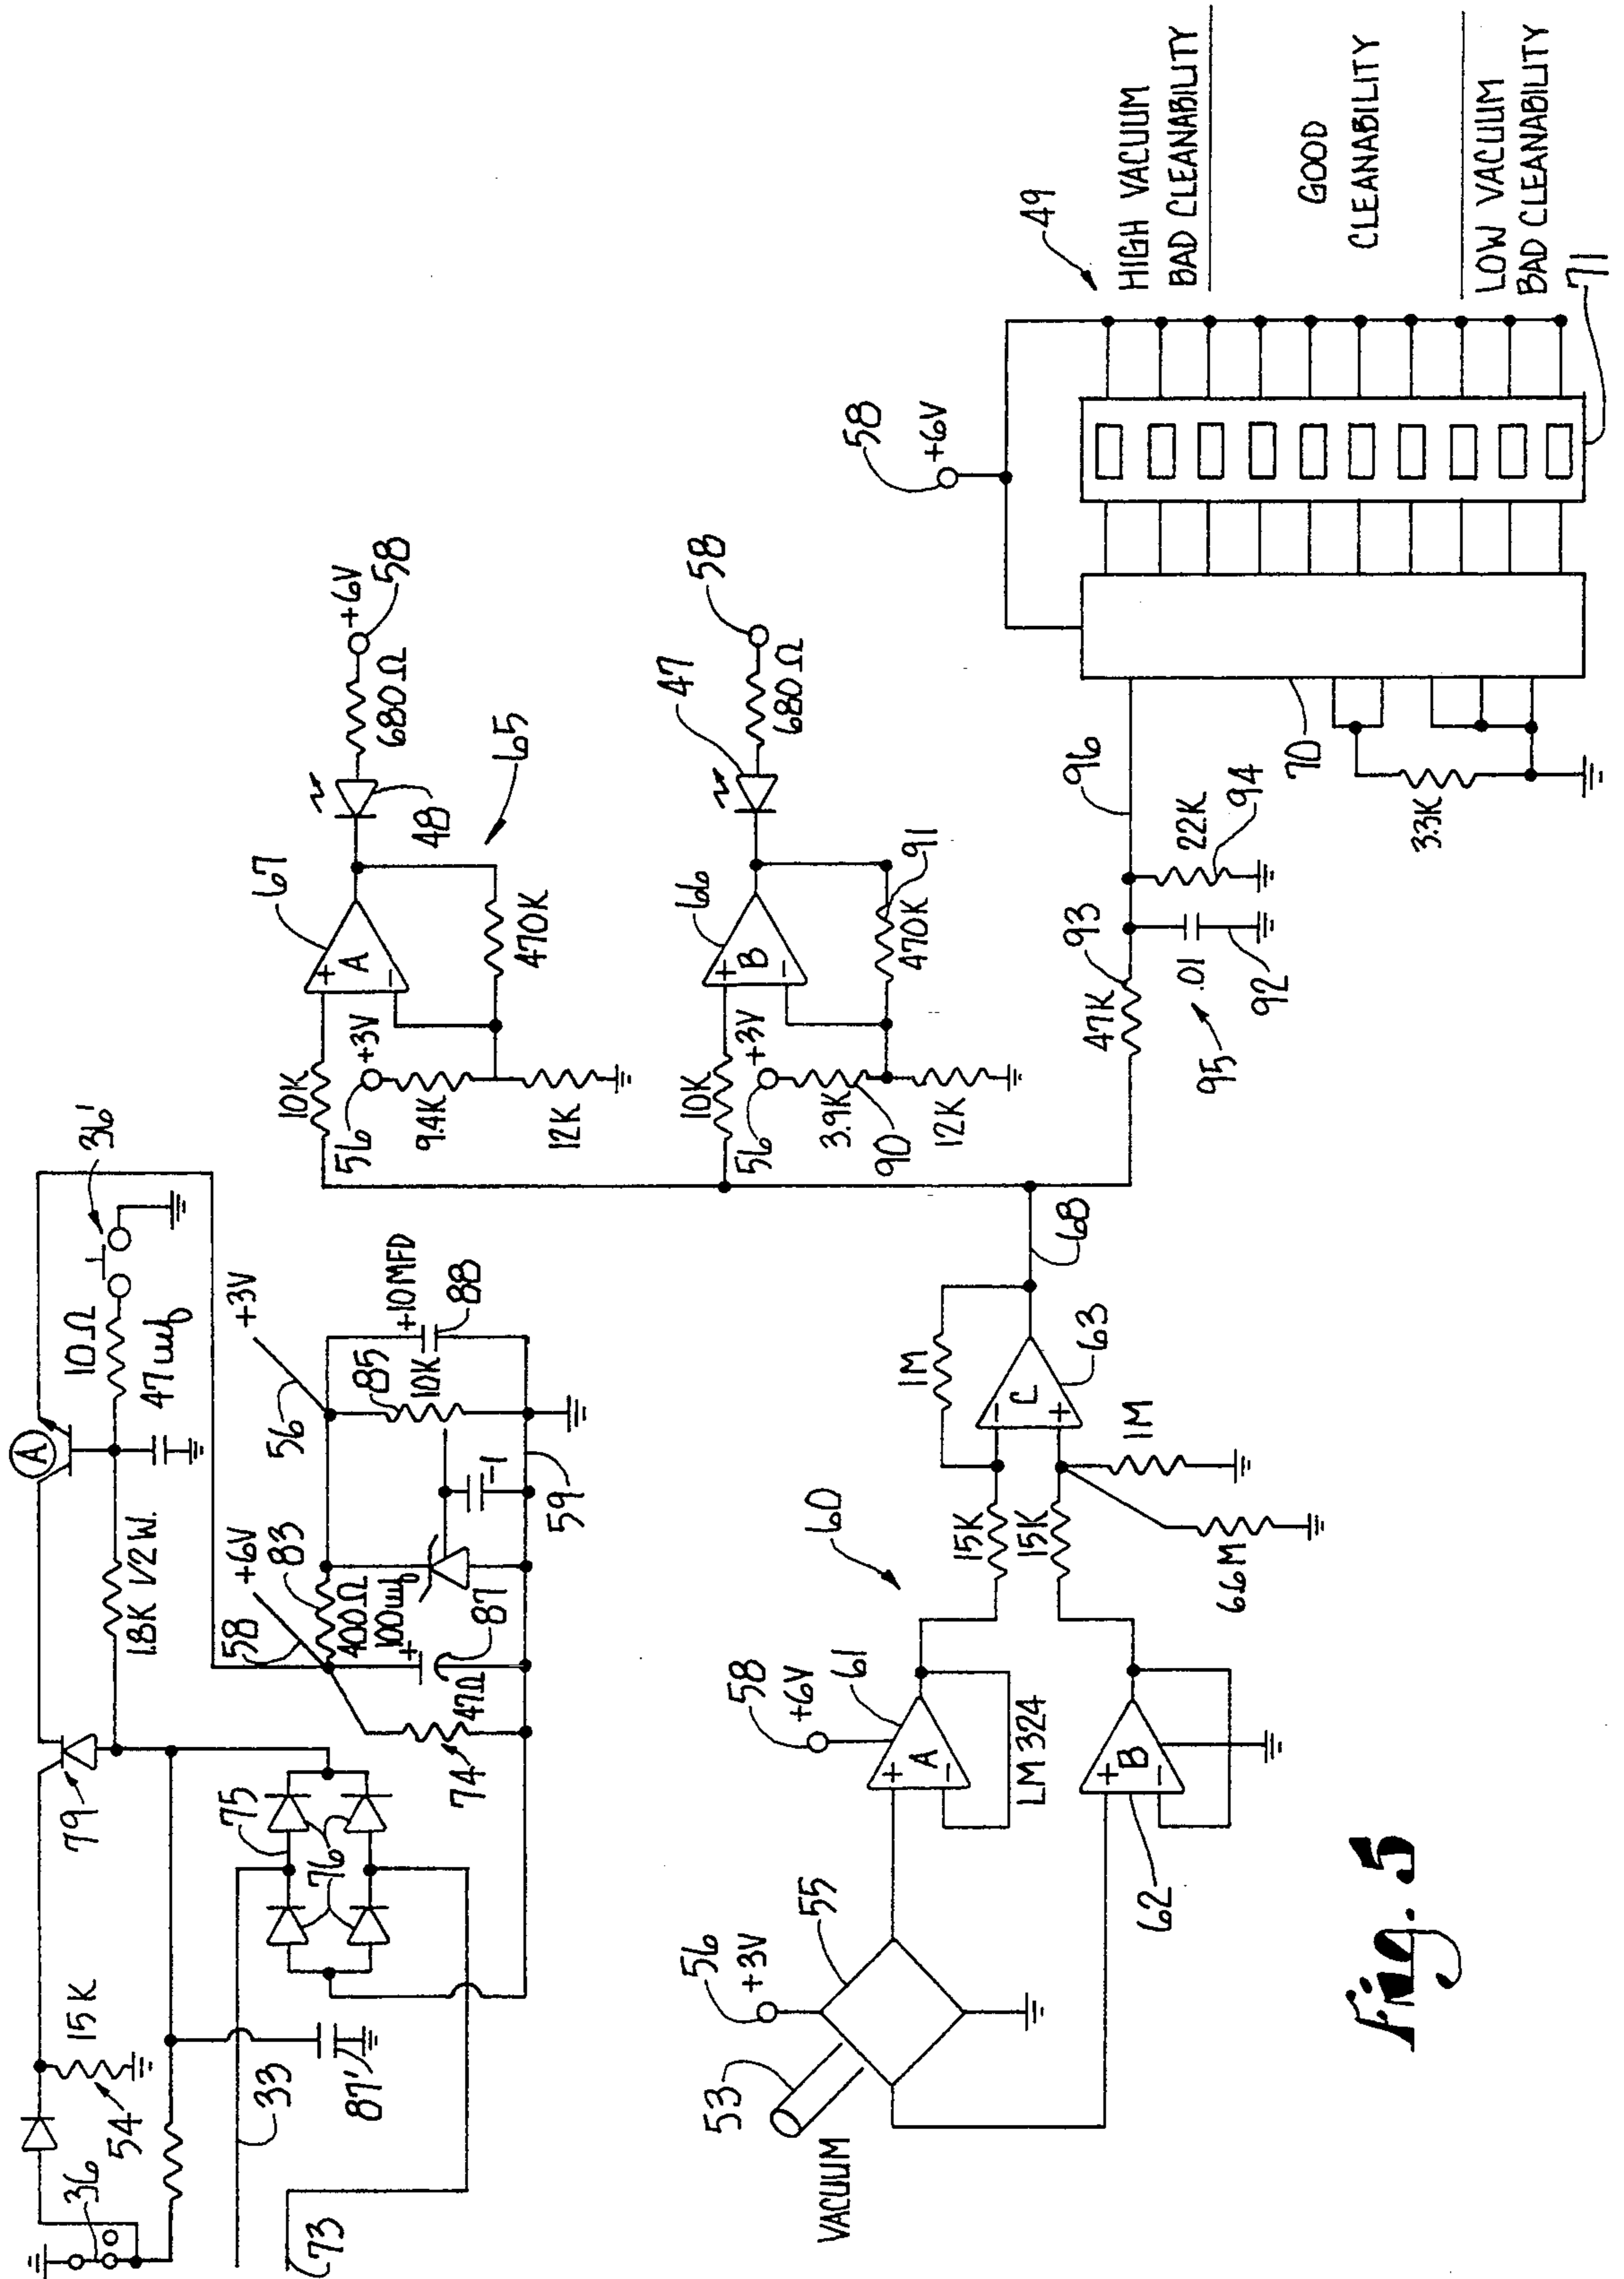 36
54
15K
79
A
10Ω
36'
1.8K 1/2W.
47 uuf
33
87'
73
75
76
74
47Ω
58
+6V
83
400Ω
100uuf
+
87
.1
59
56
+3V
85
10K
+10MFD
88
10K
56
+3V
9.4K
12K
67
+
A
-
470K
48
65
680Ω
+6V
58
10K
56
+3V
3.9K
90
12K
66
+
B
-
470K
91
47
680Ω
58
VACUUM
53
56
+3V
55
58
+6V
61
+
A
-
LM 324
62
+
B
-
60
15K
15K
1M
-
C
+
63
1M
6.6M
68
47K
93
95
.01
92
22K
94
96
70
33K
58
+6V
49
71
HIGH VACUUM
BAD CLEANABILITY
GOOD
CLEANABILITY
LOW VACUUM
BAD CLEANABILITY
Fig. 5